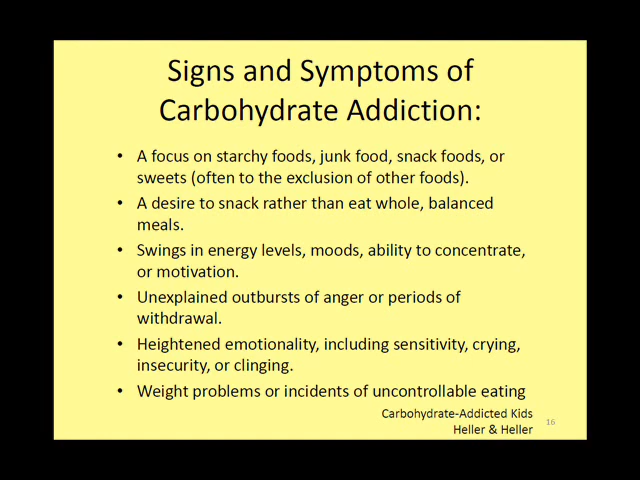 Signs and Symptoms of
Carbohydrate Addiction:
• A focus on starchy foods, junk food, snack foods, or
sweets (often to the exclusion of other foods).
• A desire to snack rather than eat whole, balanced
meals.
• Swings in energy levels, moods, ability to concentrate,
or motivation.
• Unexplained outbursts of anger or periods of
withdrawal.
• Heightened emotionality, including sensitivity, crying,
insecurity, or clinging.
• Weight problems or incidents of uncontrollable eating
Carbohydrate-Addicted Kids
Heller & Heller
16